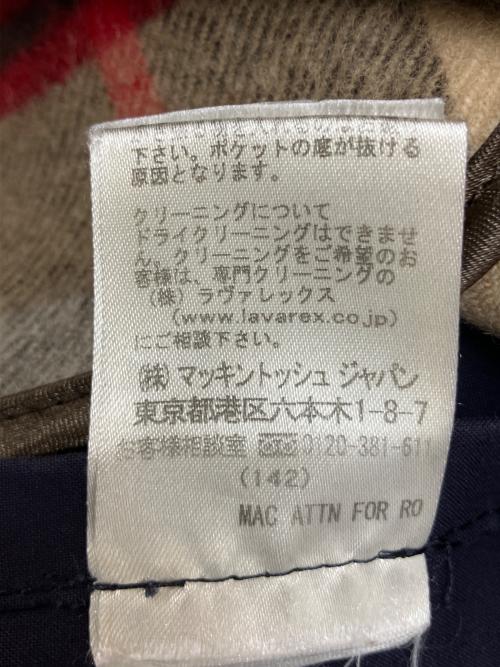 下さい。ポケットの底が抜ける
原因となります。
クリーニングについて
ドライクリーニングはできませ
ん。クリーニングをご希望のお
客様は、専門クリーニングの
（株）ラヴァレックス
(www.lavarex.co.jp)
にご相談下さい。
(株) マッキントッシュ ジャパン
東京都港区六本木1-8-7
お客様相談室 0120-381-611
(142)
MAC ATTN FOR RO